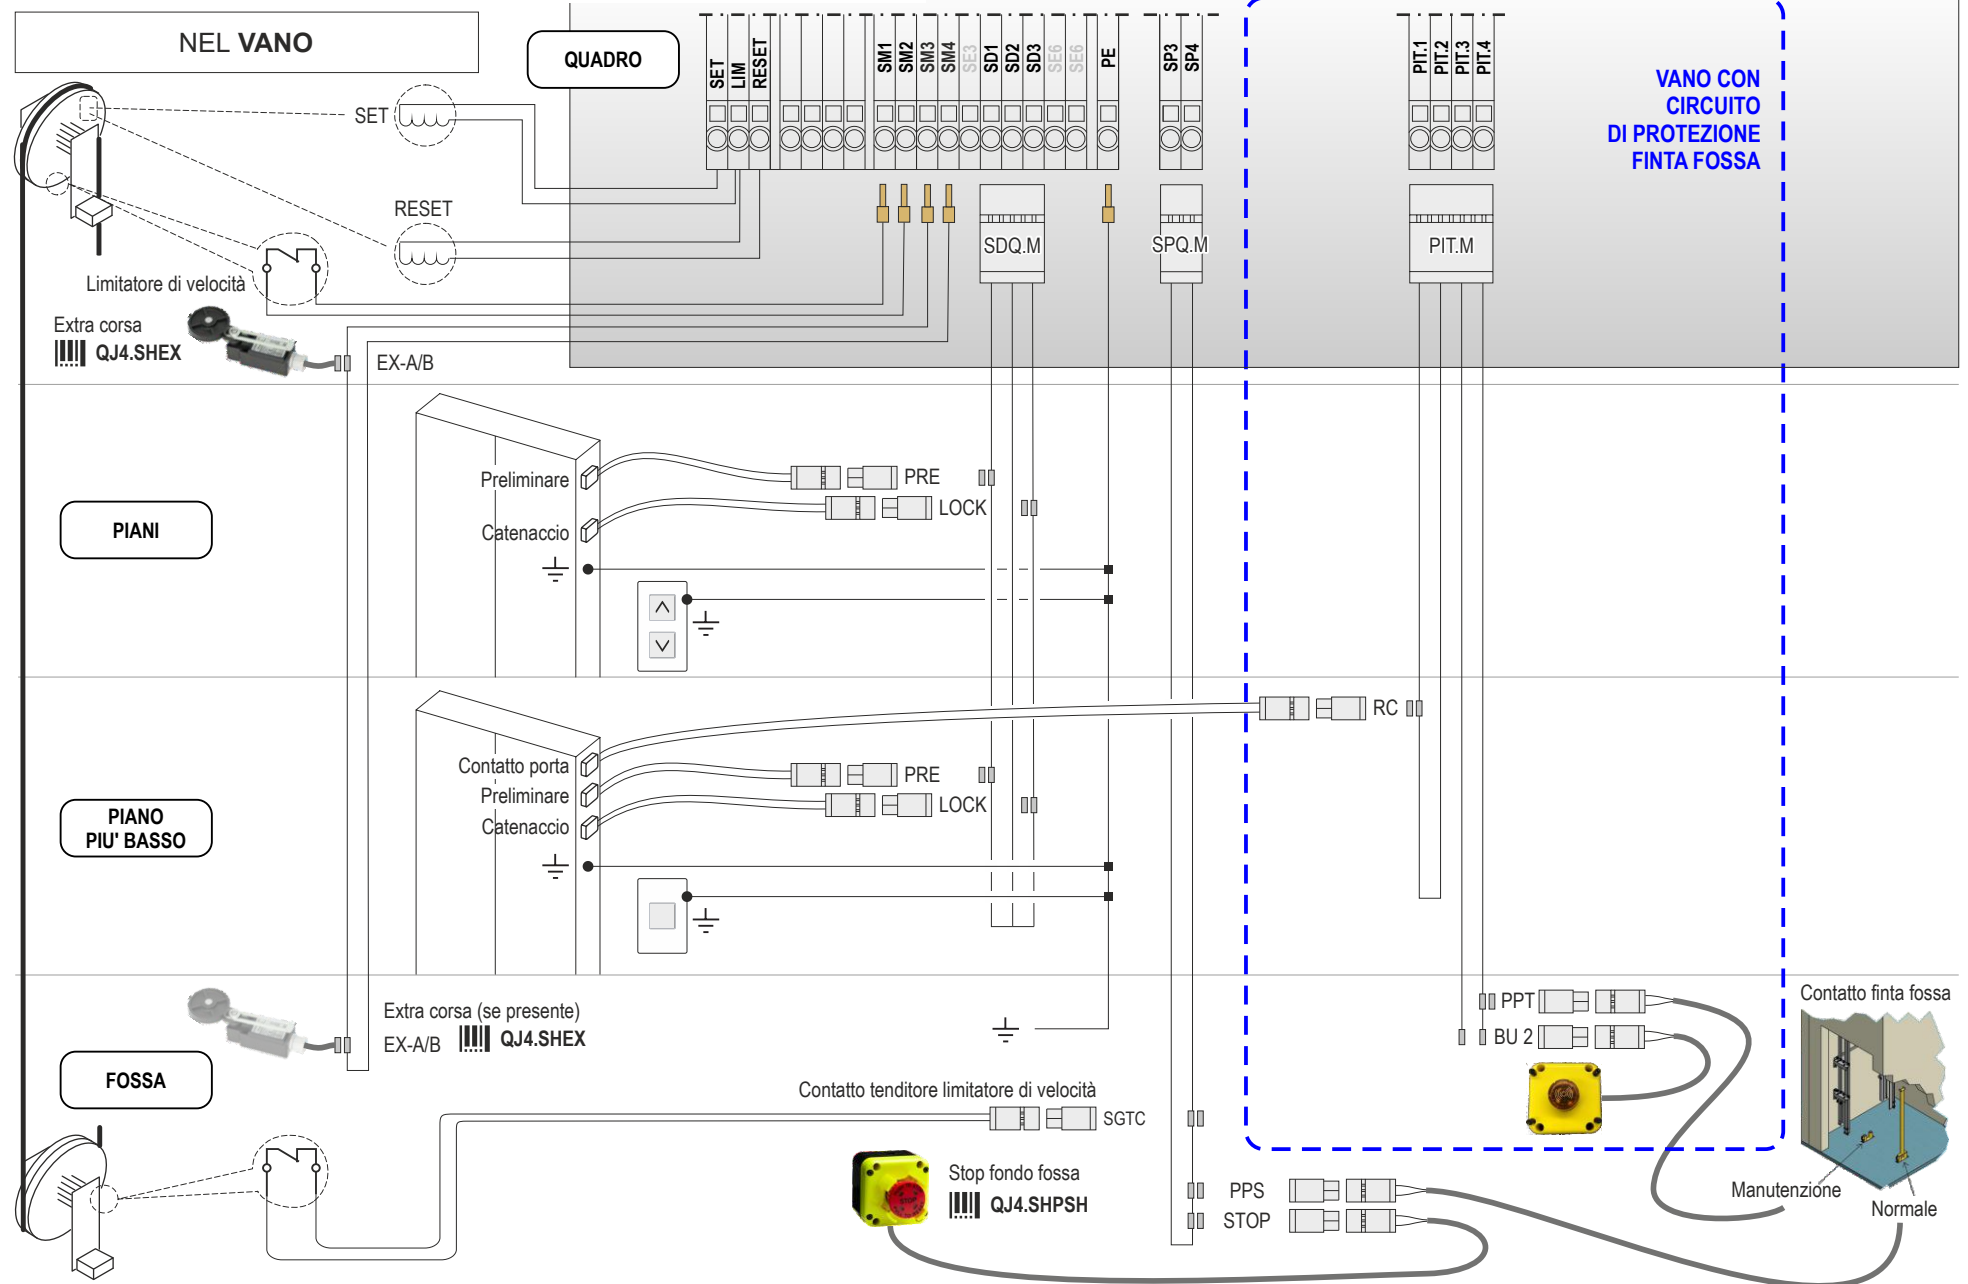 NEL VANO
QUADRO
SET
LIM
RESET
SM1
SM2
SM3
SM4
SE3
SD1
SD2
SD3
SE6
SE6
PE
SP3
SP4
PIT.1
PIT.2
PIT.3
PIT.4
VANO CON
CIRCUITO
DI PROTEZIONE
FINTA FOSSA
SET
RESET
SDQ.M
SPQ.M
PIT.M
Limitatore di velocità
Extra corsa
QJ4.SHEX
EX-A/B
PIANI
Preliminare
PRE
LOCK
Catenaccio
PIANO
PIU' BASSO
RC
Contatto porta
Preliminare
PRE
LOCK
Catenaccio
FOSSA
Extra corsa (se presente)
EX-A/B
QJ4.SHEX
PPT
BU 2
Contatto finta fossa
Contatto tenditore limitatore di velocità
SGTC
Stop fondo fossa
QJ4.SHPSH
STOP
PPS
STOP
Manutenzione
Normale